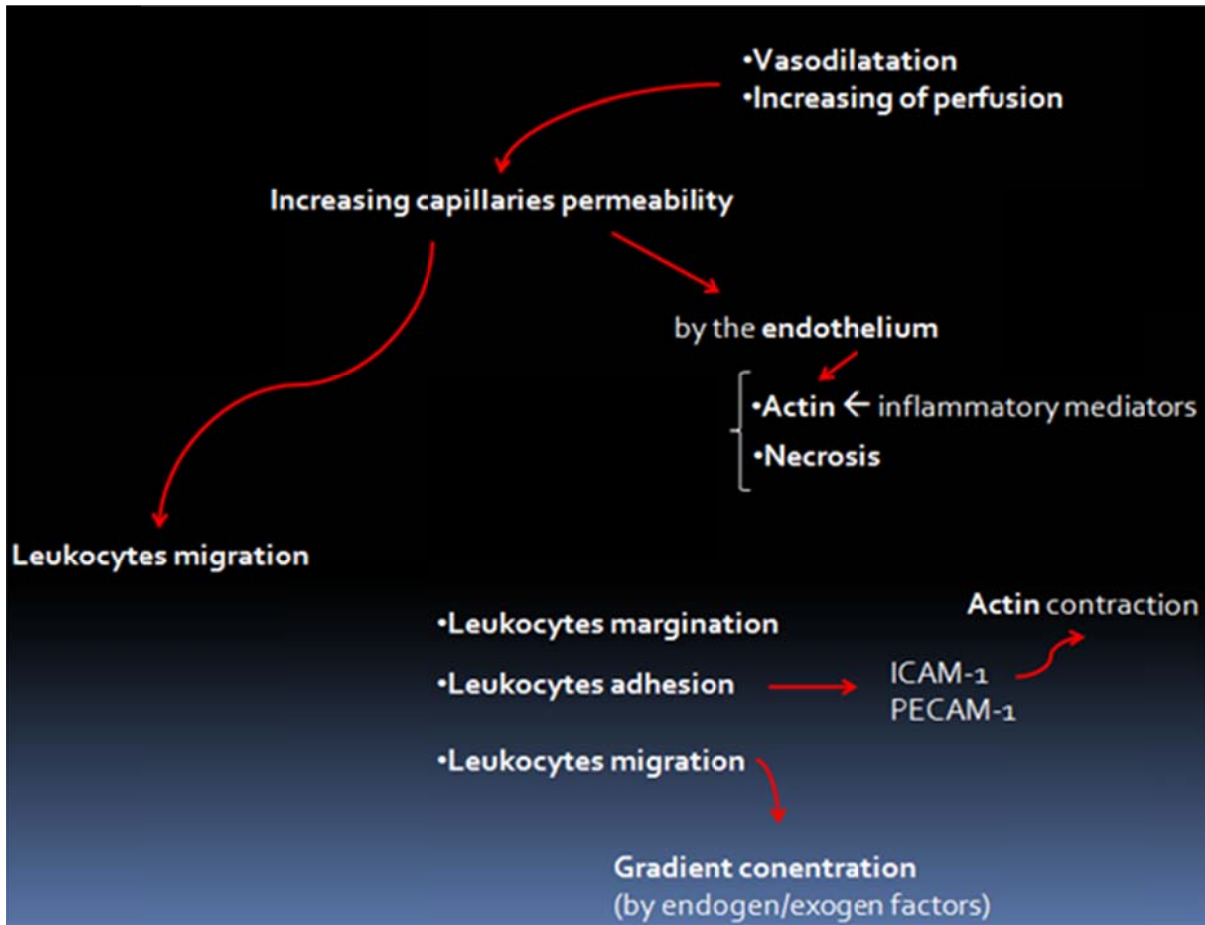 •Vasodilatation
•Increasing of perfusion
Increasing capillaries permeability
by the endothelium
•Actin ← inflammatory mediators
•Necrosis
Leukocytes migration
Actin contraction
•Leukocytes margination
•Leukocytes adhesion
ICAM-1
PECAM-1
•Leukocytes migration
Gradient conentration
(by endogen/exogen factors)